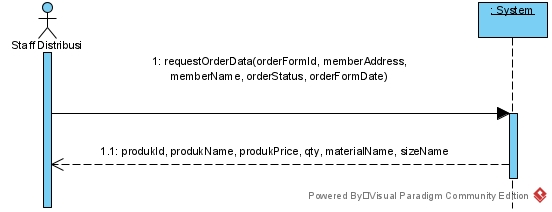 : System
Staff Distribusi
1: requestOrderData(orderFormId, memberAddress,
memberName, orderStatus, orderFormDate)
1.1: produkId, produkName, produkPrice, qty, materialName, sizeName
Powered By□Visual Paradigm Community Edition